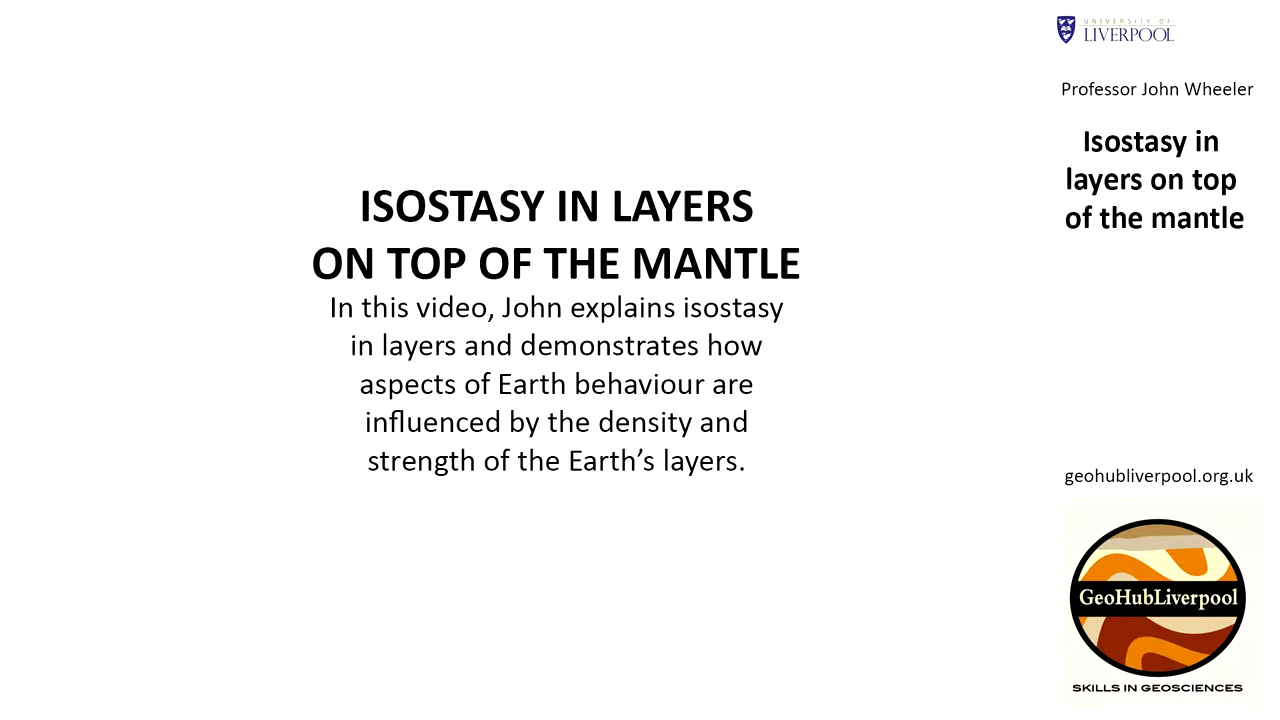 UNIVERSITY OF
LIVERPOOL
Professor John Wheeler
Isostasy in
layers on top
of the mantle
ISOSTASY IN LAYERS
ON TOP OF THE MANTLE
In this video, John explains isostasy
in layers and demonstrates how
aspects of Earth behaviour are
influenced by the density and
strength of the Earth’s layers.
geohubliverpool.org.uk
GeoHubLiverpool
SKILLS IN GEOSCIENCES